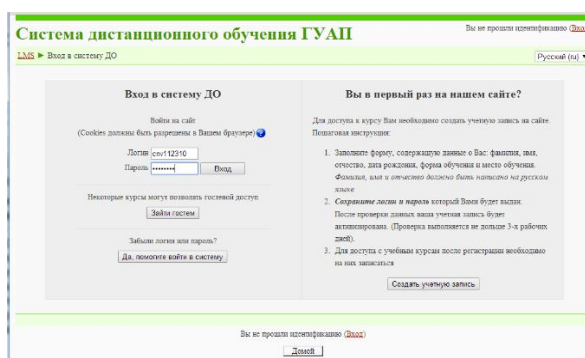 Система дистанционного обучения ГУАП
Вы не прошли идентификацию (Вход
LMS ► Вход в систему ДО
Русский (ru)
Вход в систему ДО
Войти на сайт
(Cookies должны быть разрешены в Вашем браузере)
Логин cnv112310
Пароль ••••••••
Вход
Некоторые курсы могут позволять гостевой доступ
Зайти гостем
Забыли логин или пароль?
Да, помогите войти в систему
Вы в первый раз на нашем сайте?
Для доступа к курсу Вам необходимо создать учетную запись на сайте.
Пошаговая инструкция:
1. Заполните форму, содержащую данные о Вас: фамилия, имя,
отчество, дата рождения, форма обучения и место обучения.
Фамилия, имя и отчество должно быть написано на русском
языке
2. Сохраните логин и пароль который Вами будет выдан.
После проверки данных ваша учетная запись будет
активизирована. (Проверка выполняется не дольше 3-х рабочих
дней).
3. Для доступа с учебным курсам после регистрации необходимо
на них записаться
Создать учетную запись
Вы не прошли идентификацию (Вход)
Домой